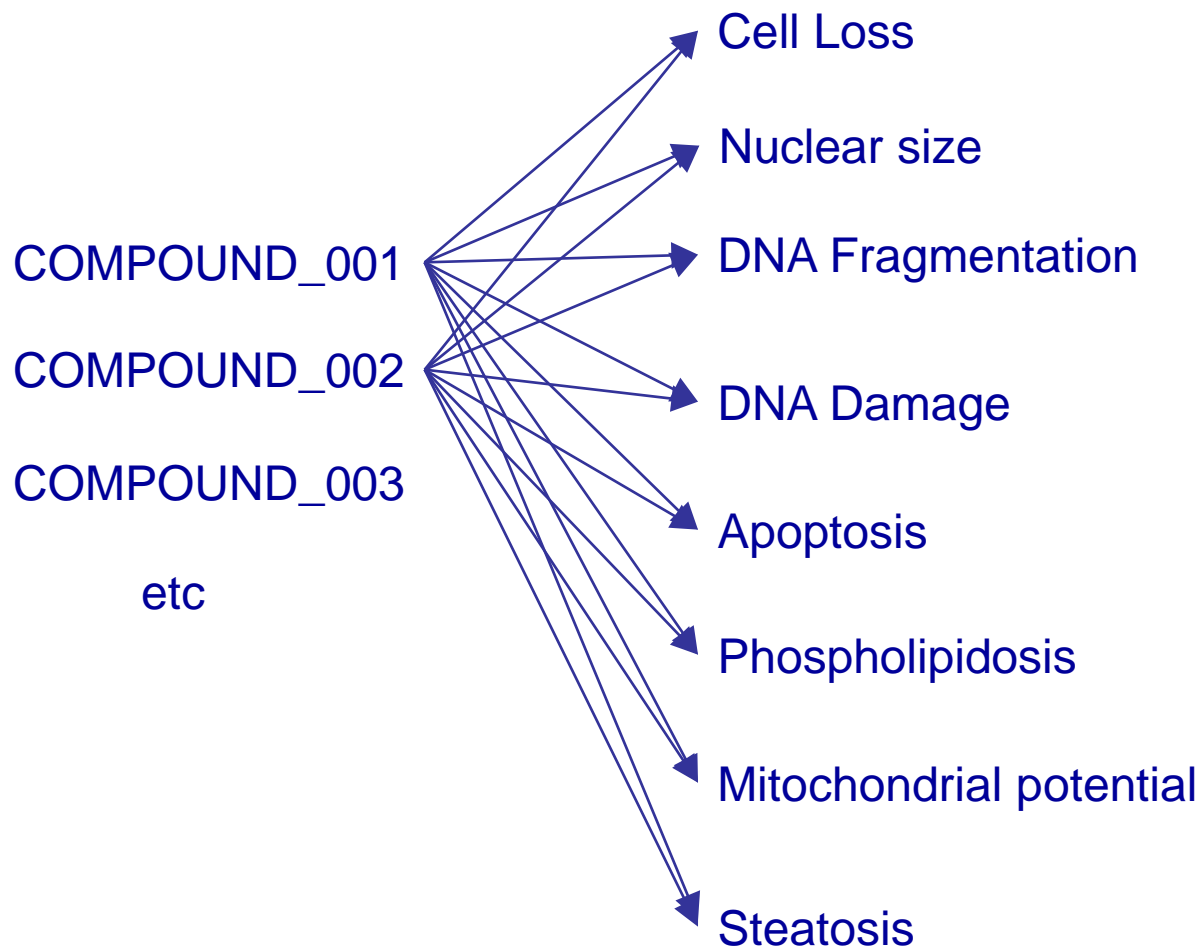 COMPOUND_001
COMPOUND_002
COMPOUND_003
etc
Cell Loss
Nuclear size
DNA Fragmentation
DNA Damage
Apoptosis
Phospholipidosis
Mitochondrial potential
Steatosis